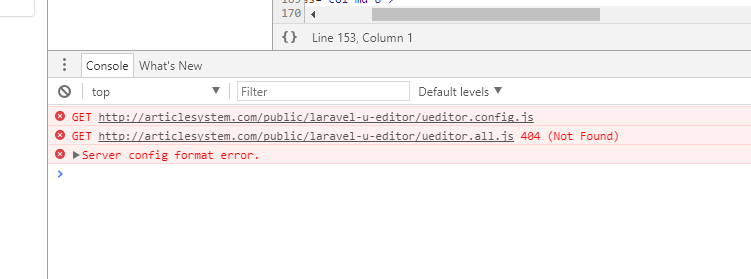 170
{} Line 153, Column 1
Console What's New
top Filter Default levels
GET http://articlesystem.com/public/laravel-u-editor/ueditor.config.js
GET http://articlesystem.com/public/laravel-u-editor/ueditor.all.js 404 (Not Found)
Server config format error.